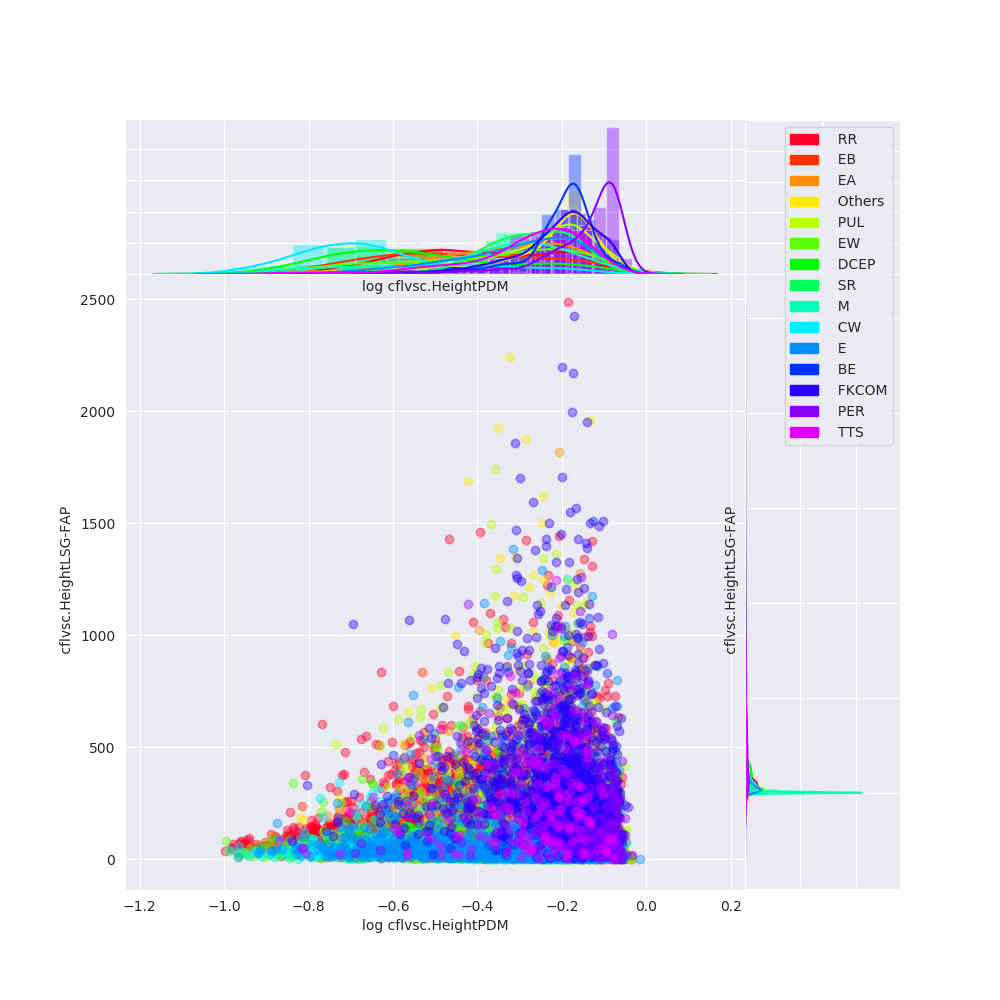 RR
EB
EA
Others
PUL
EW
DCEP
SR
M
CW
E
BE
FKCOM
PER
TTS
log cflvsc.HeightPDM
2500
2000
1500
1000
500
0
cflvsc.HeightLSG-FAP
cflvsc.HeightLSG-FAP
−1.2 −1.0 −0.8 −0.6 −0.4 −0.2 0.0 0.2
log cflvsc.HeightPDM